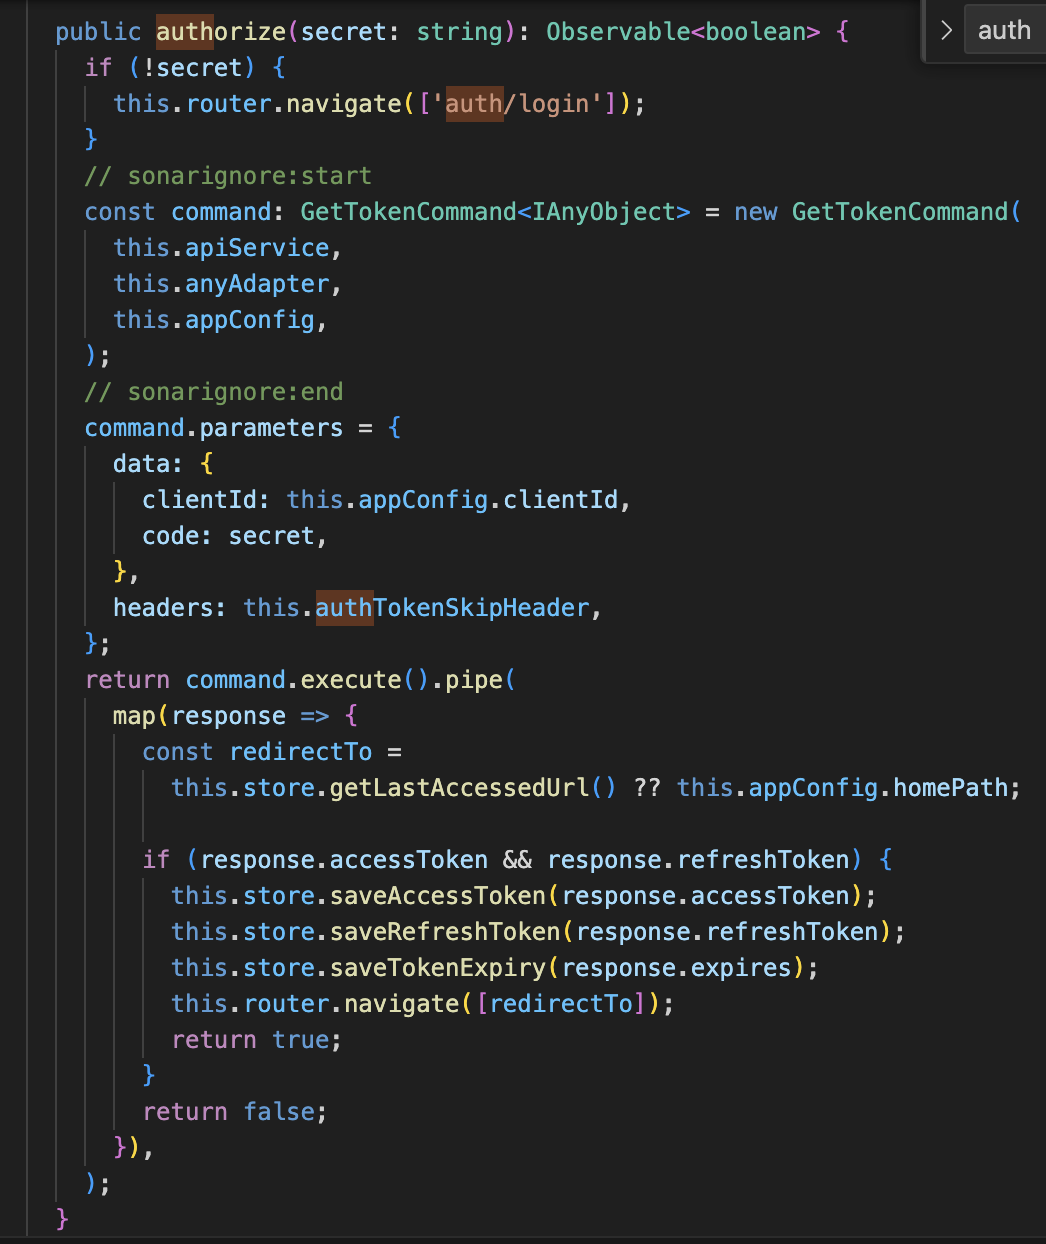 public authorize(secret: string): Observable<boolean> {
auth
if (!secret) {
this.router.navigate(['auth/login']);
}
// sonarignore:start
const command: GetTokenCommand<IAnyObject> = new GetTokenCommand(
this.apiService,
this.anyAdapter,
this.appConfig,
);
// sonarignore:end
command.parameters = {
data: {
clientId: this.appConfig.clientId,
code: secret,
},
headers: this.authTokenSkipHeader,
};
return command.execute().pipe(
map(response => {
const redirectTo =
this.store.getLastAccessedUrl() ?? this.appConfig.homePath;
if (response.accessToken && response.refreshToken) {
this.store.saveAccessToken(response.accessToken);
this.store.saveRefreshToken(response.refreshToken);
this.store.saveTokenExpiry(response.expires);
this.router.navigate([redirectTo]);
return true;
}
return false;
}),
);
}